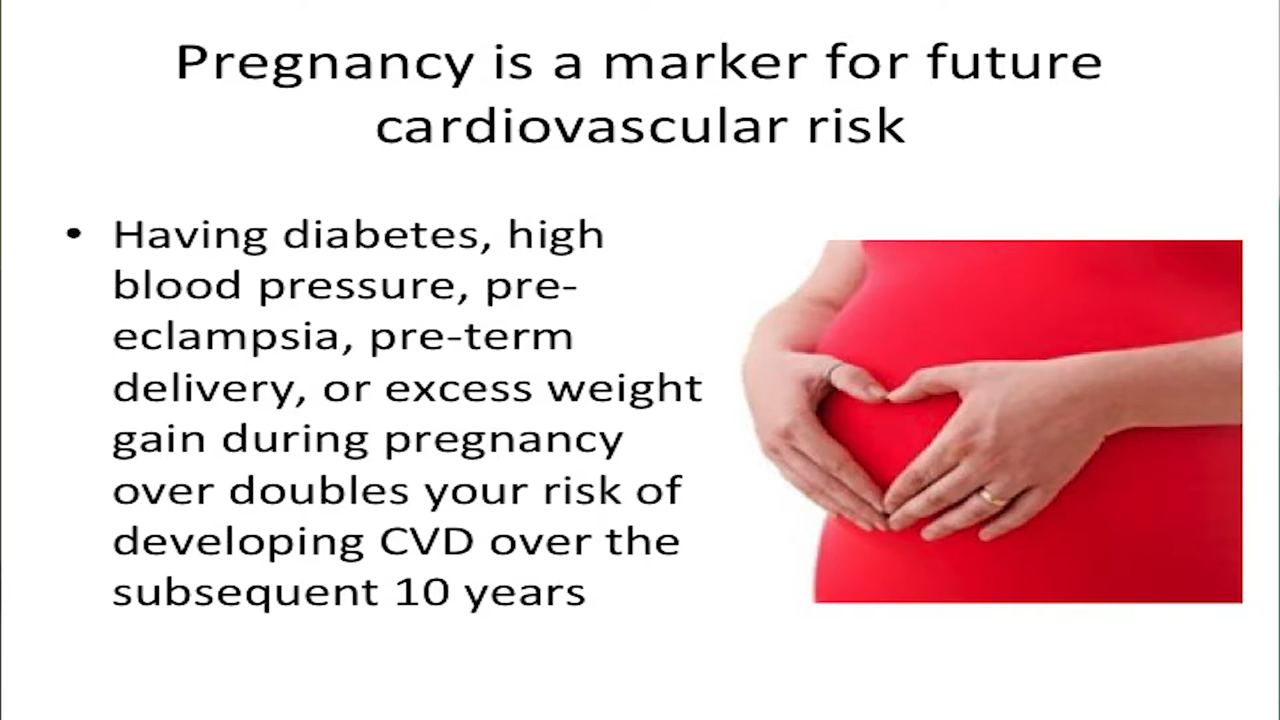 Pregnancy is a marker for future
cardiovascular risk
• Having diabetes, high
blood pressure, pre-
eclampsia, pre-term
delivery, or excess weight
gain during pregnancy
over doubles your risk of
developing CVD over the
subsequent 10 years